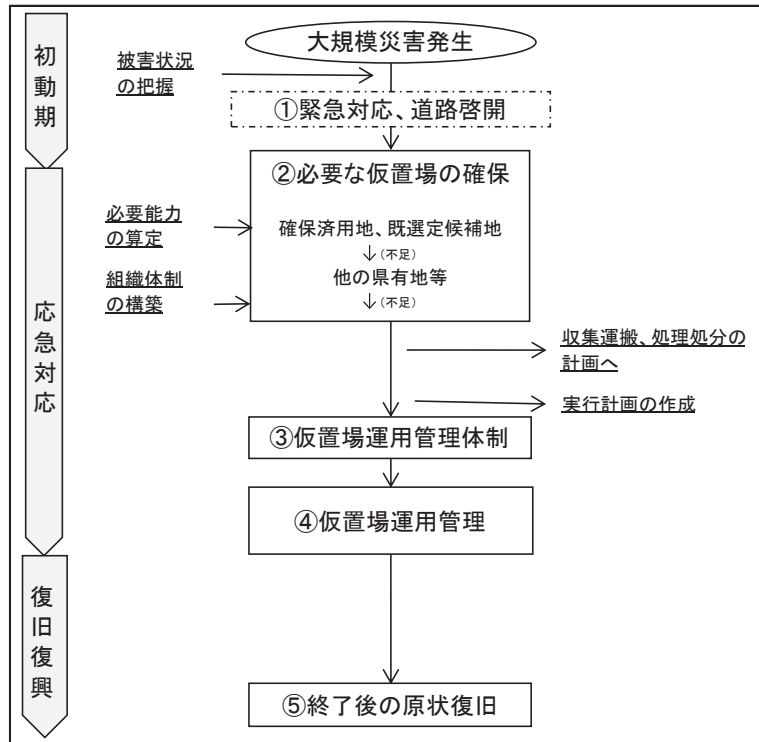 初動期
大規模災害発生
被害状況
の把握
①緊急対応、道路啓開
応急対応
②必要な仮置場の確保
必要能力
の算定
確保済用地、既選定候補地
(不足)
他の県有地等
(不足)
組織体制
の構築
収集運搬、処理処分の
計画へ
実行計画の作成
③仮置場運用管理体制
④仮置場運用管理
復旧復興
⑤終了後の原状復旧